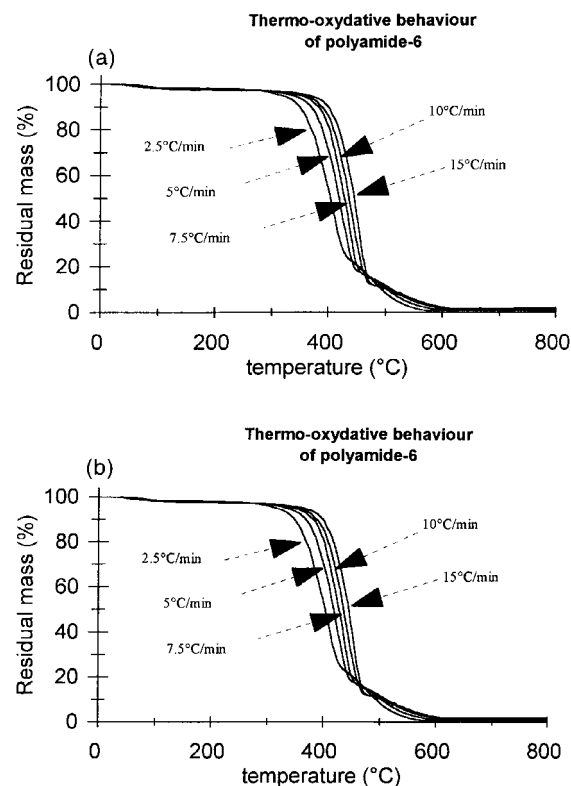 Thermo-oxydative behaviour
of polyamide-6
(a)
100
80
60
40
20
0
Residual mass (%)
2.5°C/min
5°C/min
7.5°C/min
10°C/min
15°C/min
0 200 400 600 800
temperature (°C)
Thermo-oxydative behaviour
of polyamide-6
(b)
100
80
60
40
20
0
Residual mass (%)
2.5°C/min
5°C/min
7.5°C/min
10°C/min
15°C/min
0 200 400 600 800
temperature (°C)